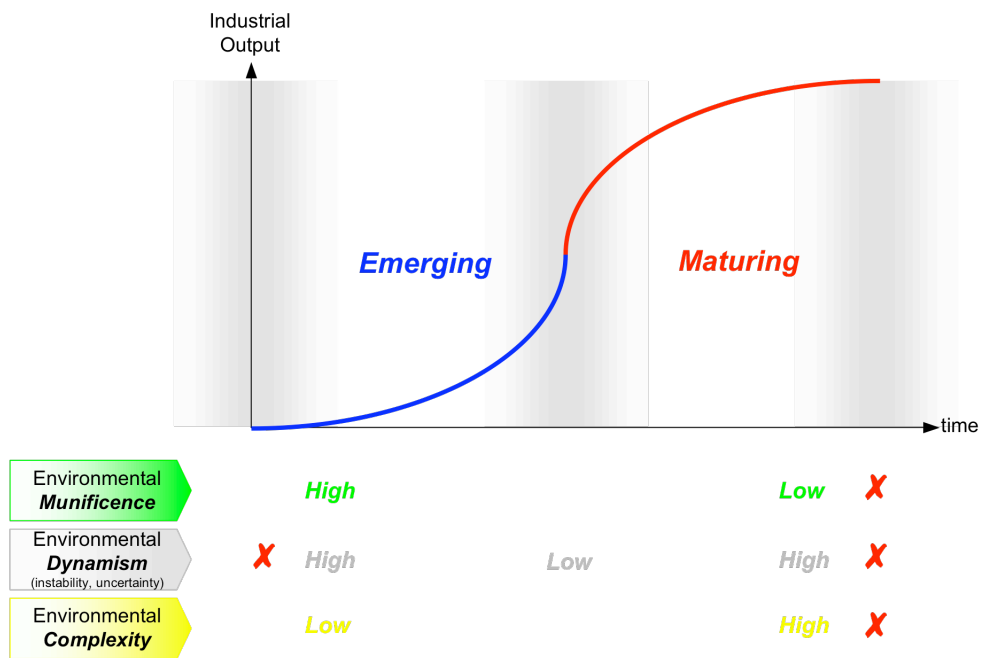 Industrial
Output
Emerging
Maturing
time
Environmental
Munificence
High
Low ✘
Environmental
Dynamism
(instability, uncertainty)
✘ High
Low
High ✘
Environmental
Complexity
Low
High ✘